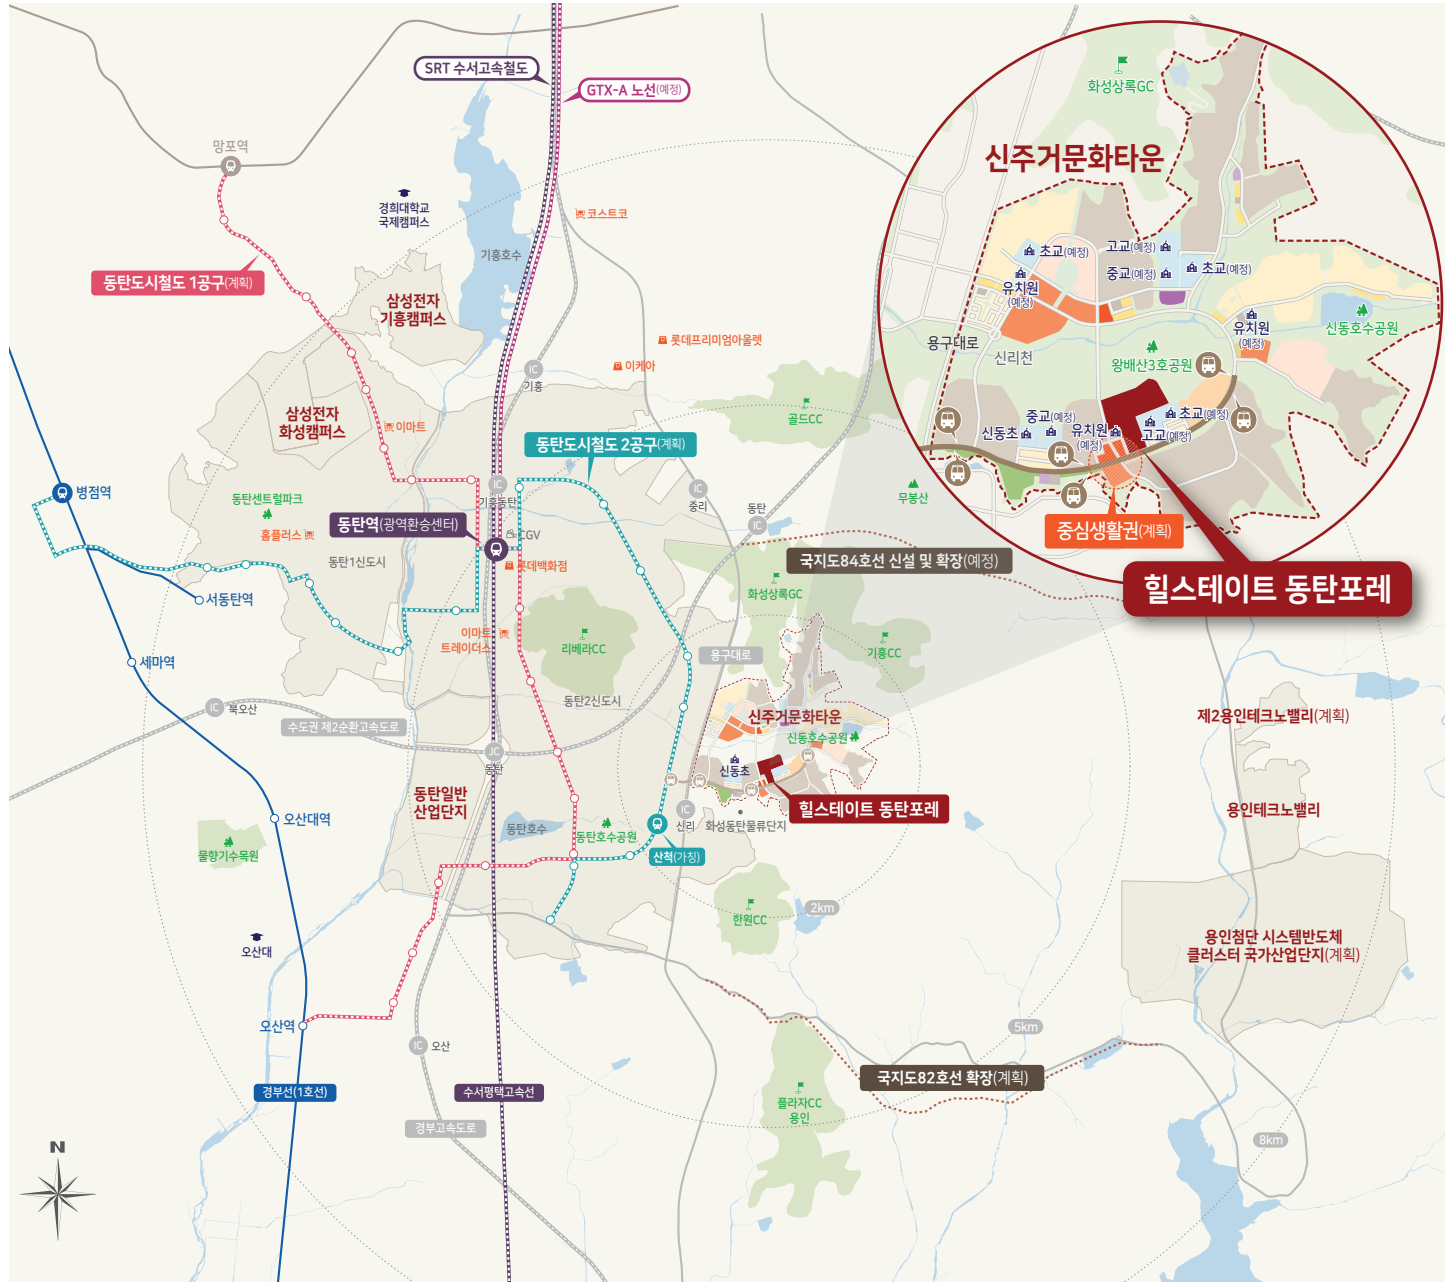 SRT 수서고속철도
GTX-A 노선(예정)
망포역
경희대학교
국제캠퍼스
코스트코
기흥호수
동탄도시철도 1공구(계획)
삼성전자
기흥캠퍼스
롯데프리미엄아울렛
이케아
IC
기흥
삼성전자
화성캠퍼스
이마트
골드CC
동탄도시철도 2공구(계획)
병점역
동탄센트럴파크
홈플러스
IC
기흥동탄
IC
중리
동탄
IC
무봉산
동탄역(광역환승센터)
CGV
롯데백화점
동탄1신도시
국지도84호선 신설 및 확장(예정)
서동탄역
화성상록GC
이마트
트레이더스
리베라CC
용구대로
기흥CC
세마역
동탄2신도시
IC
북오산
수도권 제2순환고속도로
신주거문화타운
신동호수공원
JC
동탄
신동초
제2용인테크노밸리(계획)
동탄일반
산업단지
힐스테이트 동탄포레
용인테크노밸리
오산대역
동탄호수
동탄호수공원
IC
신리
화성동탄물류단지
물향기수목원
산척(가칭)
2km
한원CC
오산대
용인첨단 시스템반도체
클러스터 국가산업단지(계획)
오산역
IC
오산
5km
경부선(1호선)
수서평택고속선
국지도82호선 확장(계획)
플라자CC
용인
경부고속도로
8km
N
화성상록GC
신주거문화타운
초교(예정)
고교(예정)
중교(예정)
초교(예정)
유치원
(예정)
유치원
(예정)
신동호수공원
용구대로
신리천
왕배산3호공원
중교(예정)
초교(예정)
신동초
유치원
(예정)
고교(예정)
중심생활권(계획)
힐스테이트 동탄포레